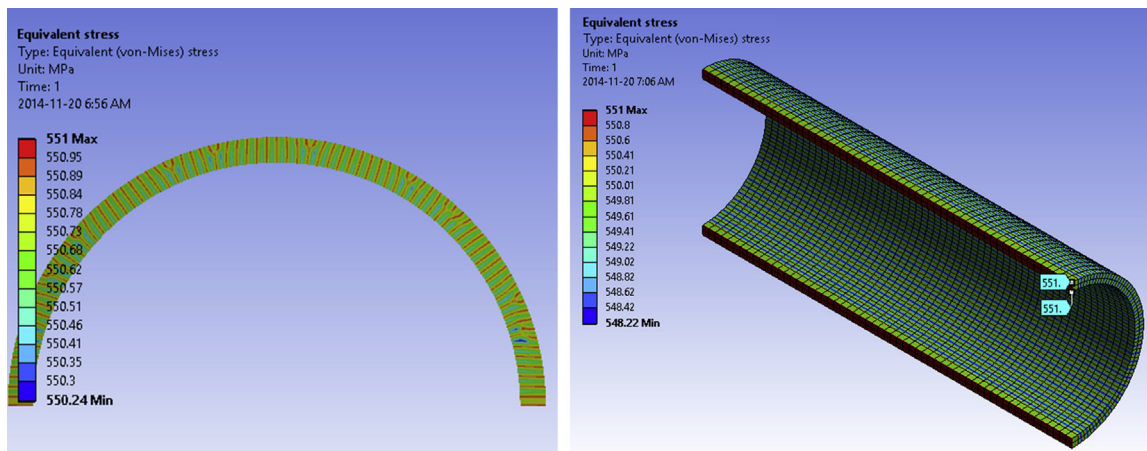 Equivalent stress
Type: Equivalent (von-Mises) stress
Unit: MPa
Time: 1
2014-11-20 6:56 AM
551 Max
550.95
550.89
550.84
550.78
550.73
550.68
550.62
550.57
550.51
550.46
550.41
550.35
550.3
550.24 Min
Equivalent stress
Type: Equivalent (von-Mises) stress
Unit: MPa
Time: 1
2014-11-20 7:06 AM
551 Max
550.8
550.6
550.41
550.21
550.01
549.81
549.61
549.41
549.22
549.02
548.82
548.62
548.42
548.22 Min
551.
551.